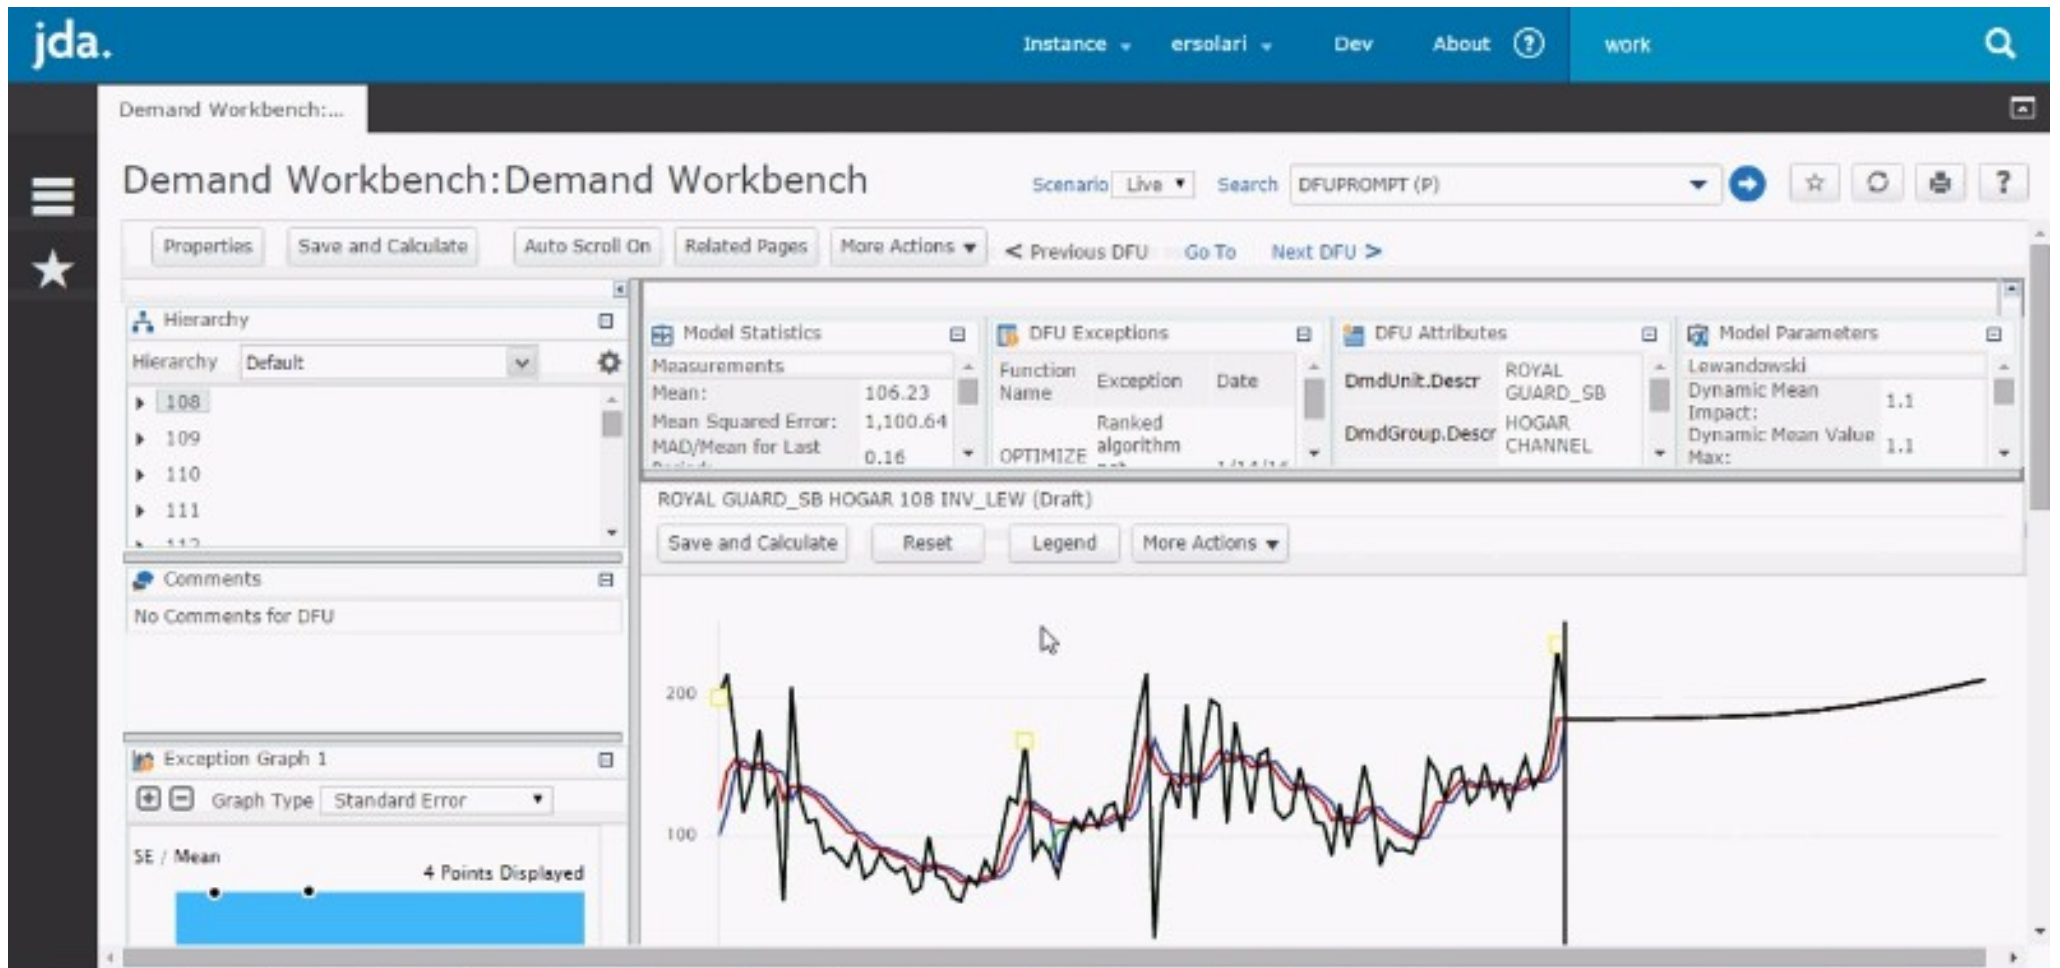 jda.
Instance ersolari Dev About ? work
Demand Workbench:...
Demand Workbench:Demand Workbench
Scenario Live Search DFUPROMPT (P) ?
Properties Save and Calculate Auto Scroll On Related Pages More Actions < Previous DFU Go To Next DFU >
Hierarchy
Hierarchy Default
108
109
110
111
112
Comments
No Comments for DFU
Exception Graph 1
Graph Type Standard Error
SE / Mean
4 Points Displayed
Model Statistics
Measurements
Mean: 106.23
Mean Squared Error: 1,100.64
MAD/Mean for Last
0.16
DFU Exceptions
Function
Name Exception Date
Ranked
algorithm
OPTIMIZE
DFU Attributes
DmdUnit.Descr ROYAL
GUARD_SB
DmdGroup.Descr HOGAR
CHANNEL
Model Parameters
Lewandowski
Dynamic Mean
Impact: 1.1
Dynamic Mean Value
Max: 1.1
ROYAL GUARD_SB HOGAR 108 INV_LEW (Draft)
Save and Calculate Reset Legend More Actions
200
100